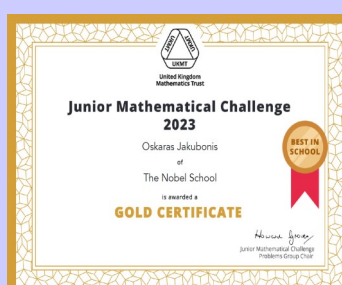 UKMT
UKMT
UKMT
United Kingdom
Mathematics Trust
Junior Mathematical Challenge
2023
Oskaras Jakubonis
of
The Nobel School
is awarded a
GOLD CERTIFICATE
BEST IN
SCHOOL
Junior Mathematical Challenge
Problems Group Chair